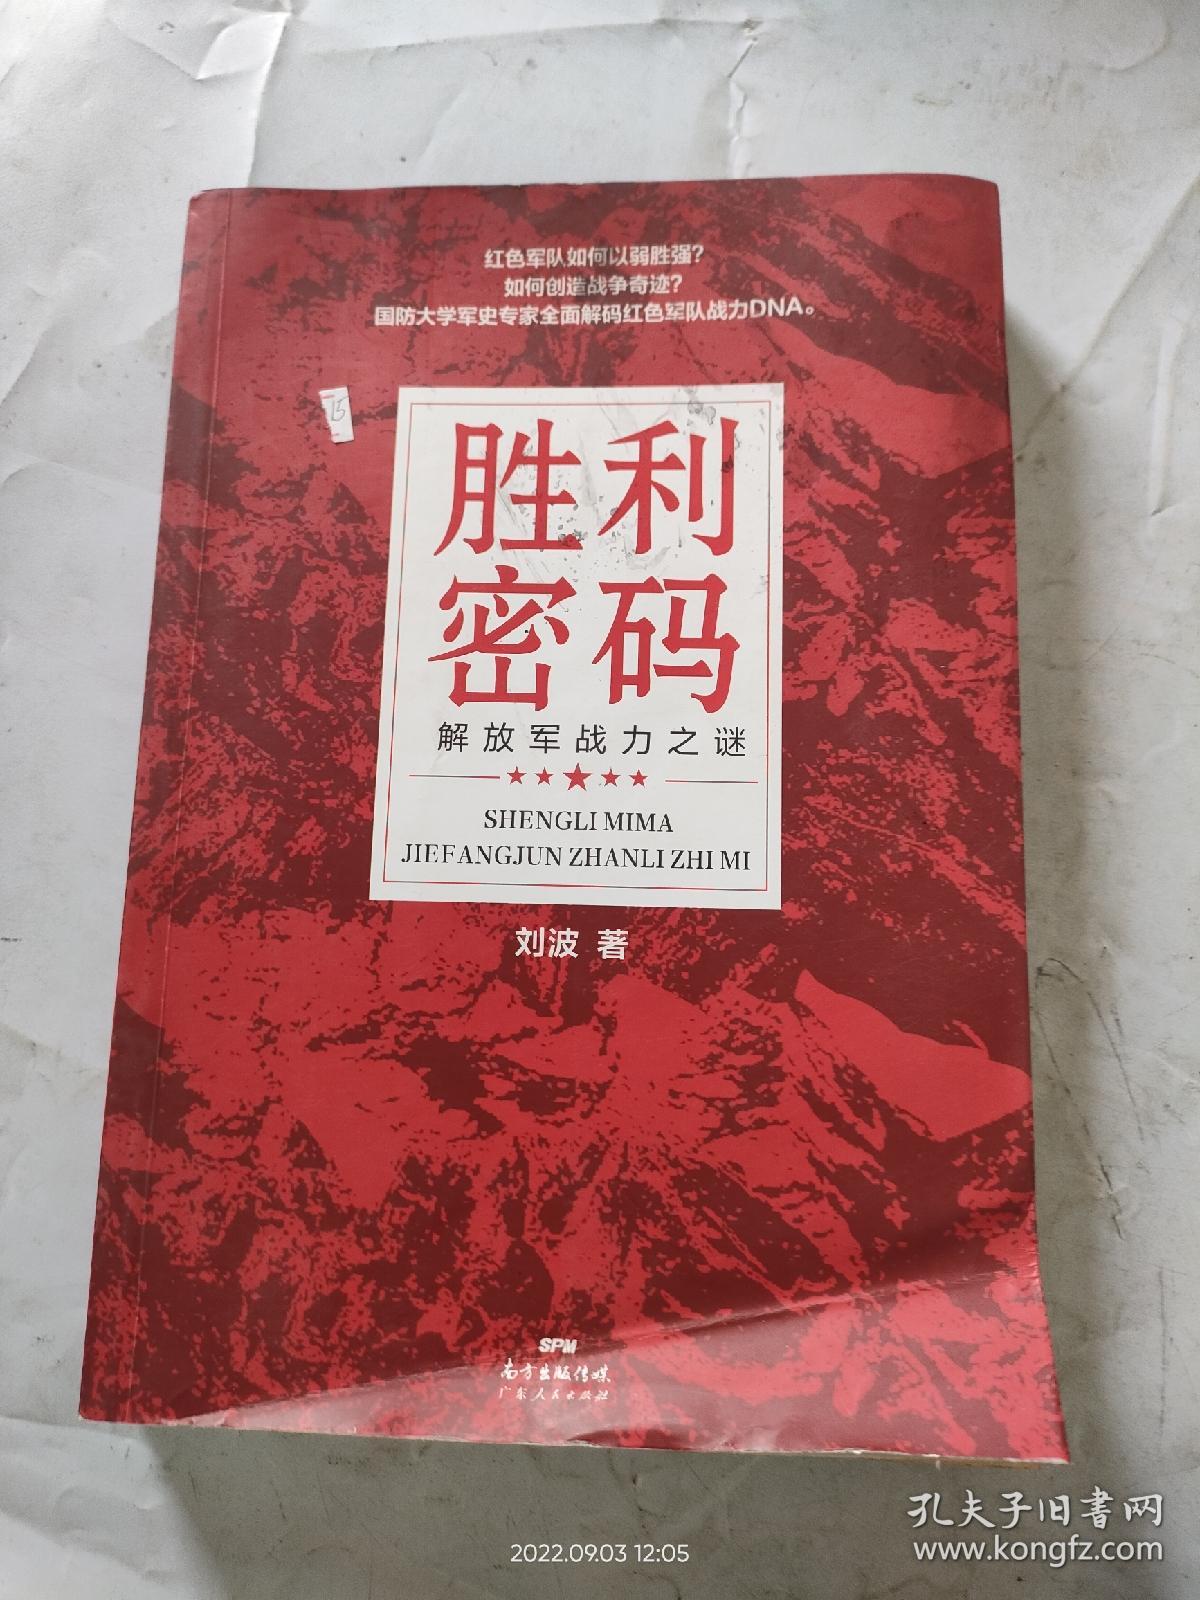 红色军队如何以弱胜强?
如何创造战争奇迹?
国防大学军史专家全面解码红色军队战力DNA。
15
胜利
密码
解放军战力之谜
SHENGLI MIMA
JIEFANGJUN ZHANLI ZHI MI
刘波 著
SPM
南方出版传媒
广东人民出版社
孔夫子旧书网
www.kongfz.com
2022.09.03 12:05